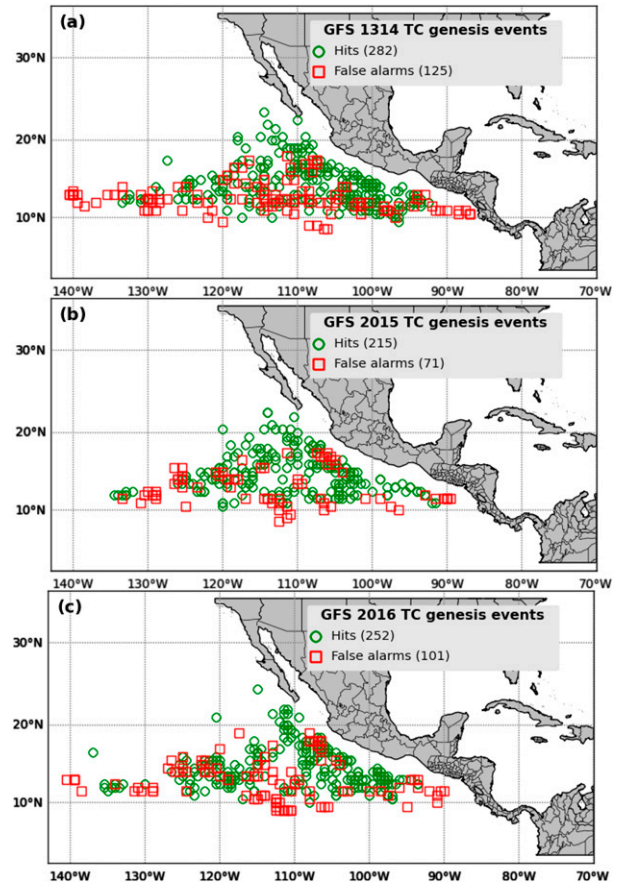 (a)
GFS 1314 TC genesis events
Hits (282)
False alarms (125)
30°N
20°N
10°N
140°W 130°W 120°W 110°W 100°W 90°W 80°W 70°W
(b)
GFS 2015 TC genesis events
Hits (215)
False alarms (71)
30°N
20°N
10°N
140°W 130°W 120°W 110°W 100°W 90°W 80°W 70°W
(c)
GFS 2016 TC genesis events
Hits (252)
False alarms (101)
30°N
20°N
10°N
140°W 130°W 120°W 110°W 100°W 90°W 80°W 70°W